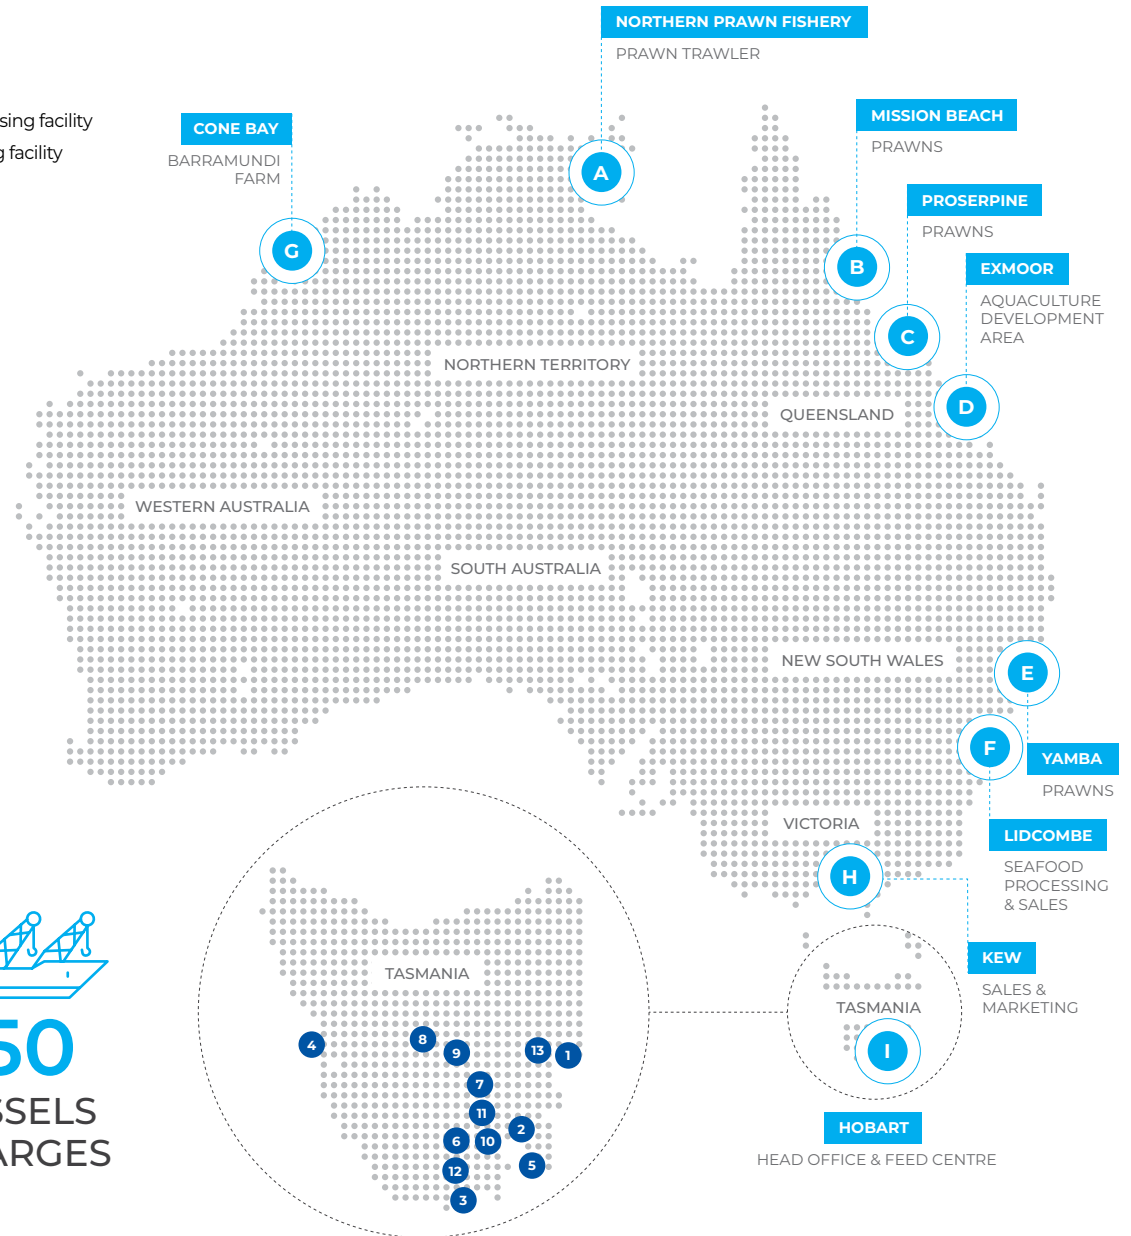 NORTHERN PRAWN FISHERY
PRAWN TRAWLER
sing facility
g facility
CONE BAY
BARRAMUNDI
FARM
MISSION BEACH
PRAWNS
A
PROSERPINE
PRAWNS
G
B
EXMOOR
AQUACULTURE
DEVELOPMENT
AREA
C
NORTHERN TERRITORY
D
QUEENSLAND
WESTERN AUSTRALIA
SOUTH AUSTRALIA
NEW SOUTH WALES
E
F
YAMBA
PRAWNS
VICTORIA
LIDCOMBE
SEAFOOD
PROCESSING
& SALES
H
KEW
SALES &
MARKETING
TASMANIA
TASMANIA
I
HOBART
HEAD OFFICE & FEED CENTRE
4
8
9
13
1
7
11
2
6
10
5
12
3
50
SSELS
ARGES